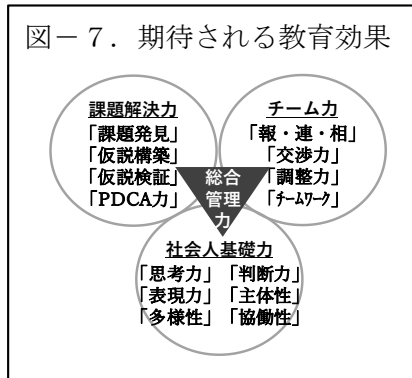 図－７．期待される教育効果
課題解決力
「課題発見」
「仮説構築」
「仮説検証」
「PDCA力」
チーム力
「報・連・相」
「交渉力」
「調整力」
「ﾁｰﾑﾜｰｸ」
総合
管理
力
社会人基礎力
「思考力」「判断力」
「表現力」「主体性」
「多様性」「協働性」